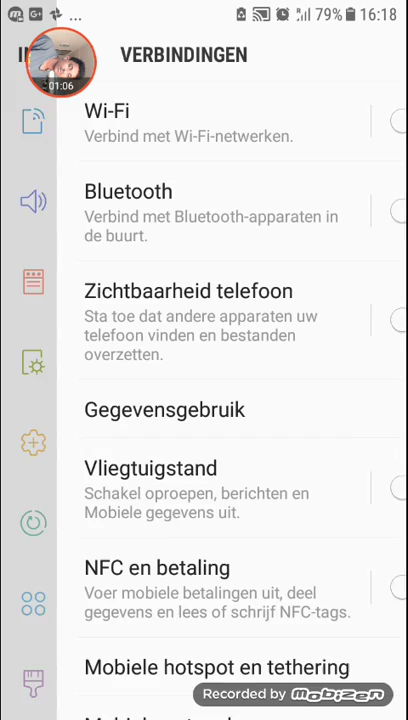 79% 16:18
VERBINDINGEN
01:06
Wi-Fi
Verbind met Wi-Fi-netwerken.
Bluetooth
Verbind met Bluetooth-apparaten in
de buurt.
Zichtbaarheid telefoon
Sta toe dat andere apparaten uw
telefoon vinden en bestanden
overzetten.
Gegevensgebruik
Vliegtuigstand
Schakel oproepen, berichten en
Mobiele gegevens uit.
NFC en betaling
Voer mobiele betalingen uit, deel
gegevens en lees of schrijf NFC-tags.
Mobiele hotspot en tethering
Recorded by Mobizen